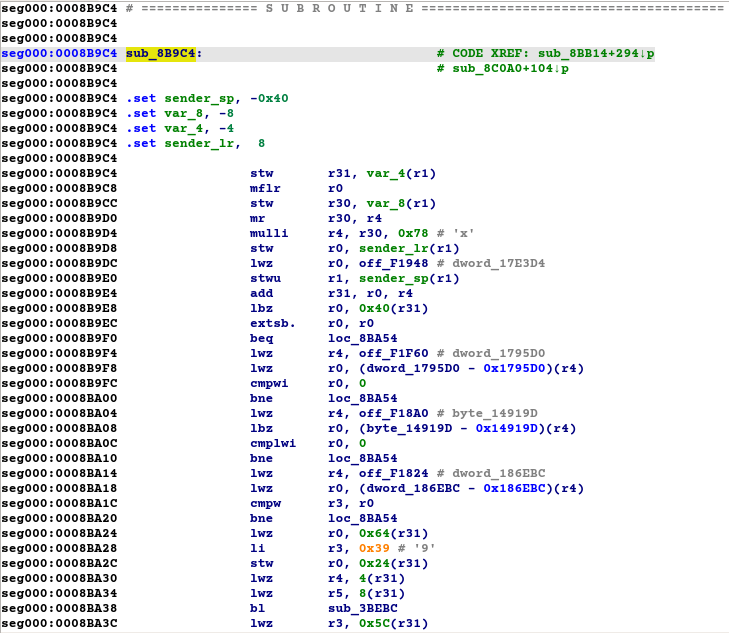 seg000:0008B9C4 # =============== S U B R O U T I N E =======================================
seg000:0008B9C4
seg000:0008B9C4
seg000:0008B9C4 sub_8B9C4: # CODE XREF: sub_8BB14+294↓p
seg000:0008B9C4 # sub_8C0A0+104↓p
seg000:0008B9C4
seg000:0008B9C4 .set sender_sp, -0x40
seg000:0008B9C4 .set var_8, -8
seg000:0008B9C4 .set var_4, -4
seg000:0008B9C4 .set sender_lr, 8
seg000:0008B9C4
seg000:0008B9C4 stw r31, var_4(r1)
seg000:0008B9C8 mflr r0
seg000:0008B9CC stw r30, var_8(r1)
seg000:0008B9D0 mr r30, r4
seg000:0008B9D4 mulli r4, r30, 0x78 # 'x'
seg000:0008B9D8 stw r0, sender_lr(r1)
seg000:0008B9DC lwz r0, off_F1948 # dword_17E3D4
seg000:0008B9E0 stwu r1, sender_sp(r1)
seg000:0008B9E4 add r31, r0, r4
seg000:0008B9E8 lbz r0, 0x40(r31)
seg000:0008B9EC extsb. r0, r0
seg000:0008B9F0 beq loc_8BA54
seg000:0008B9F4 lwz r4, off_F1F60 # dword_1795D0
seg000:0008B9F8 lwz r0, (dword_1795D0 - 0x1795D0)(r4)
seg000:0008B9FC cmpwi r0, 0
seg000:0008BA00 bne loc_8BA54
seg000:0008BA04 lwz r4, off_F18A0 # byte_14919D
seg000:0008BA08 lbz r0, (byte_14919D - 0x14919D)(r4)
seg000:0008BA0C cmplwi r0, 0
seg000:0008BA10 bne loc_8BA54
seg000:0008BA14 lwz r4, off_F1824 # dword_186EBC
seg000:0008BA18 lwz r0, (dword_186EBC - 0x186EBC)(r4)
seg000:0008BA1C cmpw r3, r0
seg000:0008BA20 bne loc_8BA54
seg000:0008BA24 lwz r0, 0x64(r31)
seg000:0008BA28 li r3, 0x39 # '9'
seg000:0008BA2C stw r0, 0x24(r31)
seg000:0008BA30 lwz r4, 4(r31)
seg000:0008BA34 lwz r5, 8(r31)
seg000:0008BA38 bl sub_3BEBC
seg000:0008BA3C lwz r3, 0x5C(r31)